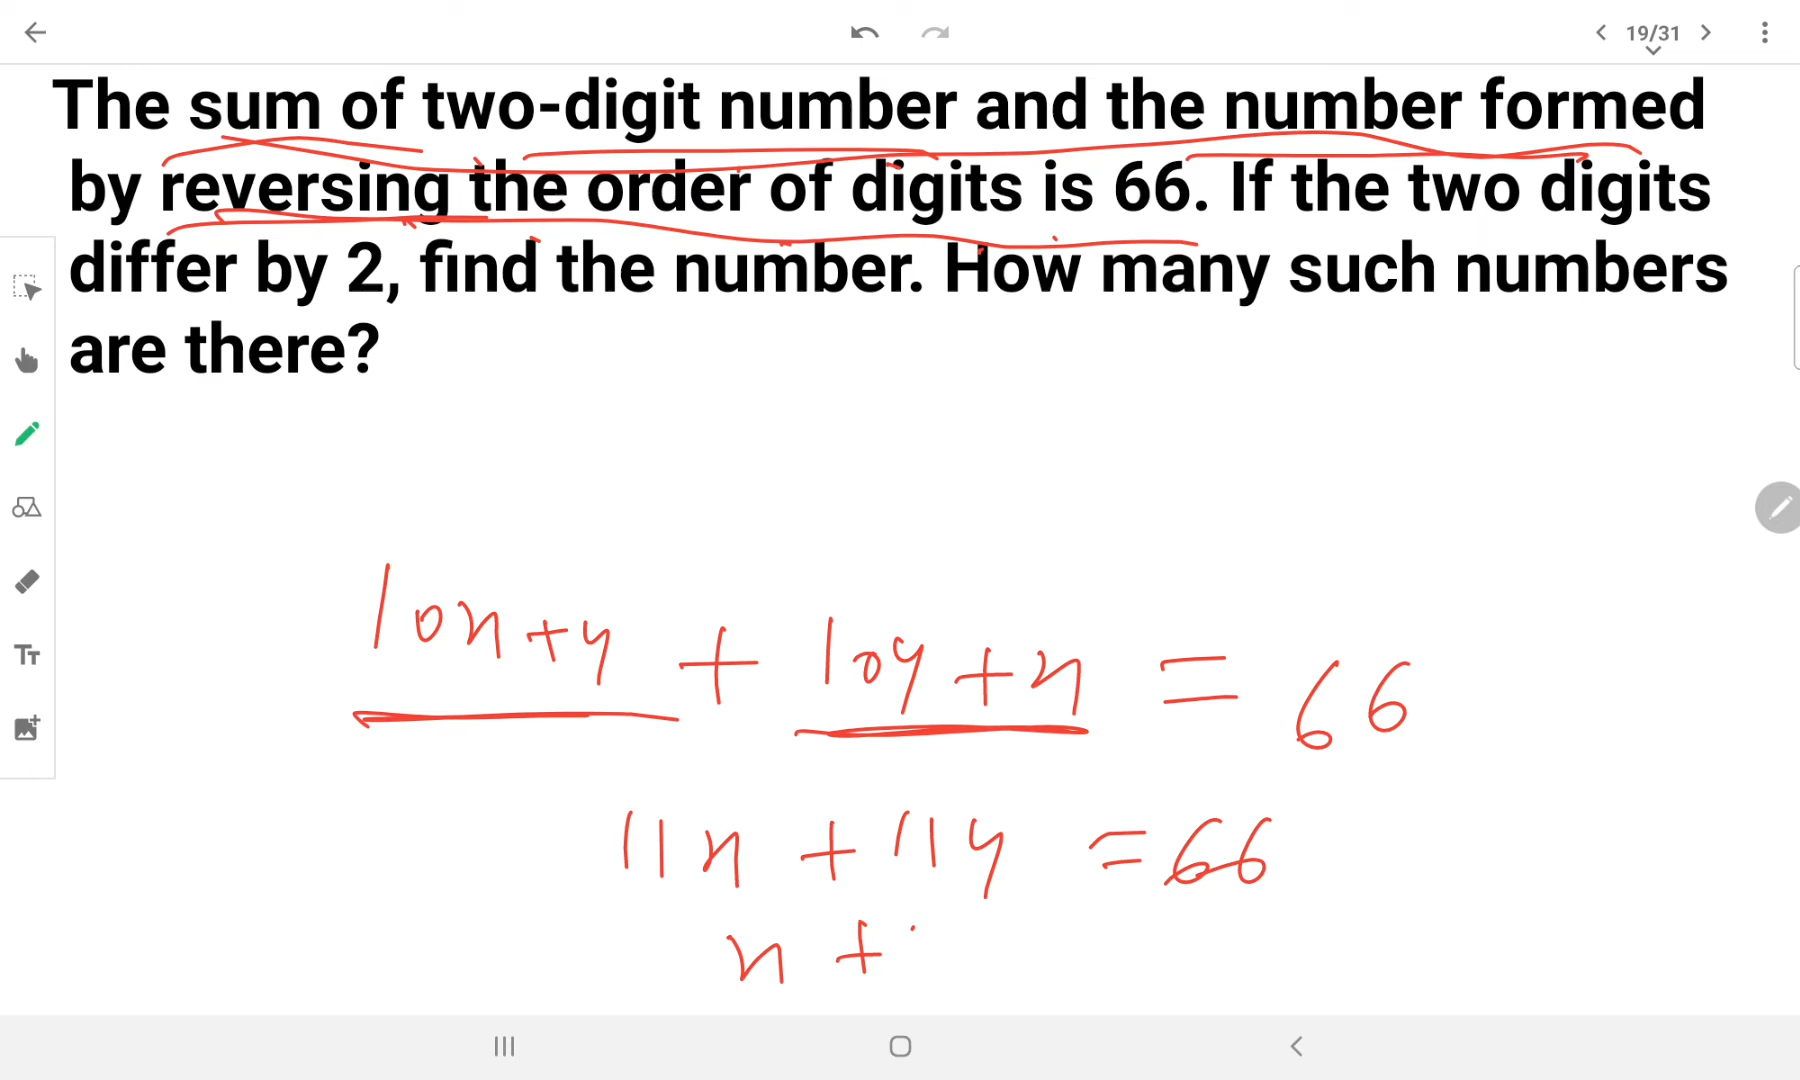 19/31
The sum of two-digit number and the number formed
by reversing the order of digits is 66. If the two digits
differ by 2, find the number. How many such numbers
are there?
Tт
10x+y + 10y+x = 66
11x + 11y = 66
x +